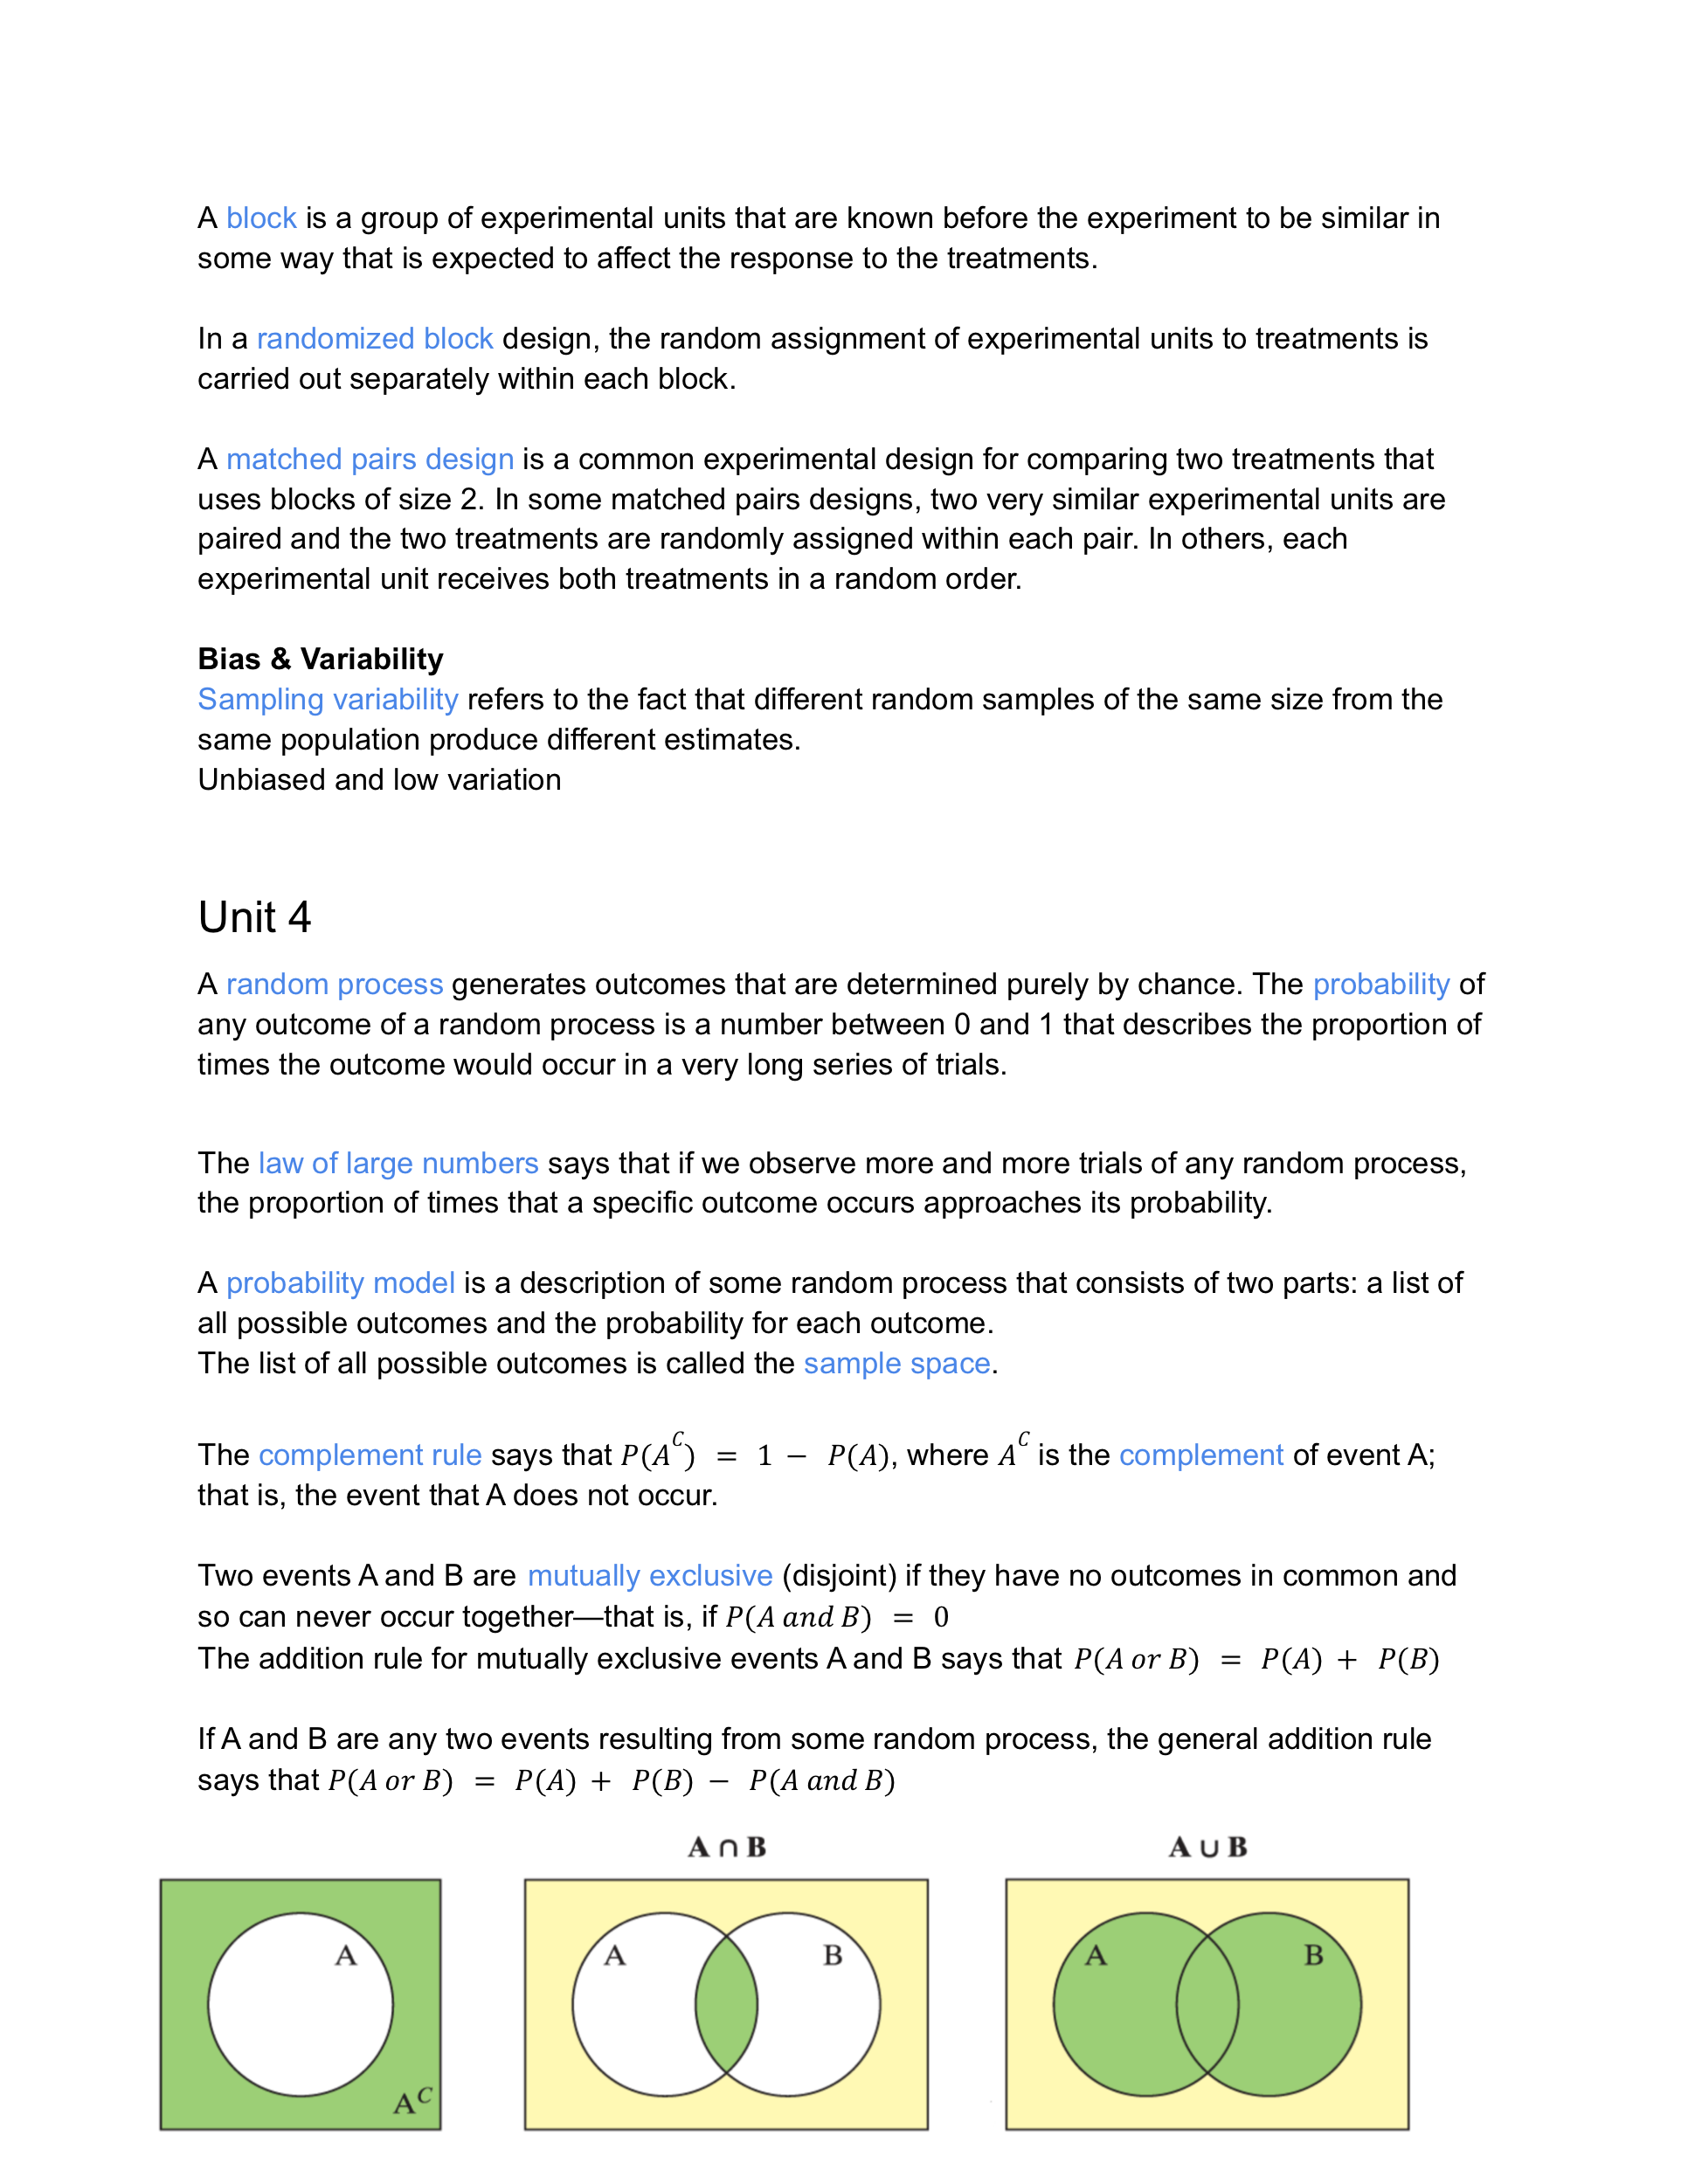 A block is a group of experimental units that are known before the experiment to be similar in
some way that is expected to affect the response to the treatments.
In a randomized block design, the random assignment of experimental units to treatments is
carried out separately within each block.
A matched pairs design is a common experimental design for comparing two treatments that
uses blocks of size 2. In some matched pairs designs, two very similar experimental units are
paired and the two treatments are randomly assigned within each pair. In others, each
experimental unit receives both treatments in a random order.
Bias & Variability
Sampling variability refers to the fact that different random samples of the same size from the
same population produce different estimates.
Unbiased and low variation
Unit 4
A random process generates outcomes that are determined purely by chance. The probability of
any outcome of a random process is a number between 0 and 1 that describes the proportion of
times the outcome would occur in a very long series of trials.
The law of large numbers says that if we observe more and more trials of any random process,
the proportion of times that a specific outcome occurs approaches its probability.
A probability model is a description of some random process that consists of two parts: a list of
all possible outcomes and the probability for each outcome.
The list of all possible outcomes is called the sample space.
The complement rule says that P(A^C) = 1 − P(A), where A^C is the complement of event A;
that is, the event that A does not occur.
Two events A and B are mutually exclusive (disjoint) if they have no outcomes in common and
so can never occur together—that is, if P(A and B) = 0
The addition rule for mutually exclusive events A and B says that P(A or B) = P(A) + P(B)
If A and B are any two events resulting from some random process, the general addition rule
says that P(A or B) = P(A) + P(B) − P(A and B)
A ∩ B
A ∪ B
A
A^C
A B
A B